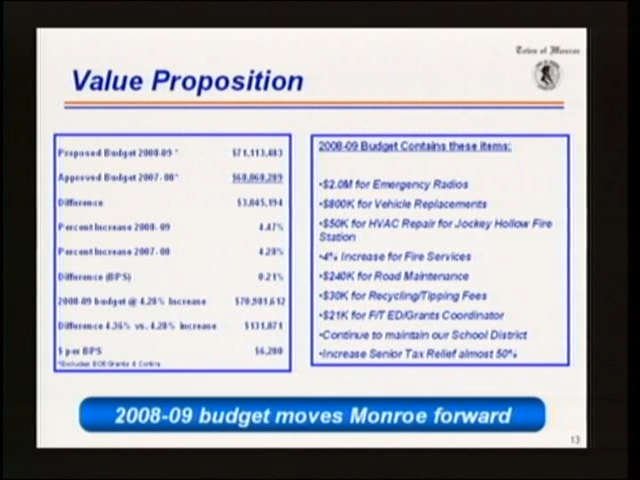 Town of Monroe
Value Proposition
Proposed Budget 2008-09 * $71,113,483
Approved Budget 2007-08* $68,068,289
Difference $3,045,194
Percent Increase 2008-09 4.47%
Percent Increase 2007-08 4.28%
Difference (BPS) 0.21%
2008-09 budget @ 4.28% Increase $70,981,612
Difference 4.36% vs. 4.28% increase $131,871
$ per BPS $6,280
*Excludes BOE Grants &
2008-09 Budget Contains these items:
•$2.0M for Emergency Radios
•$800K for Vehicle Replacements
•$50K for HVAC Repair for Jockey Hollow Fire
Station
•4% Increase for Fire Services
•$240K for Road Maintenance
•$30K for Recycling/Tipping Fees
•$21K for F/T ED/Grants Coordinator
•Continue to maintain our School District
•Increase Senior Tax Relief almost 50%
2008-09 budget moves Monroe forward
13